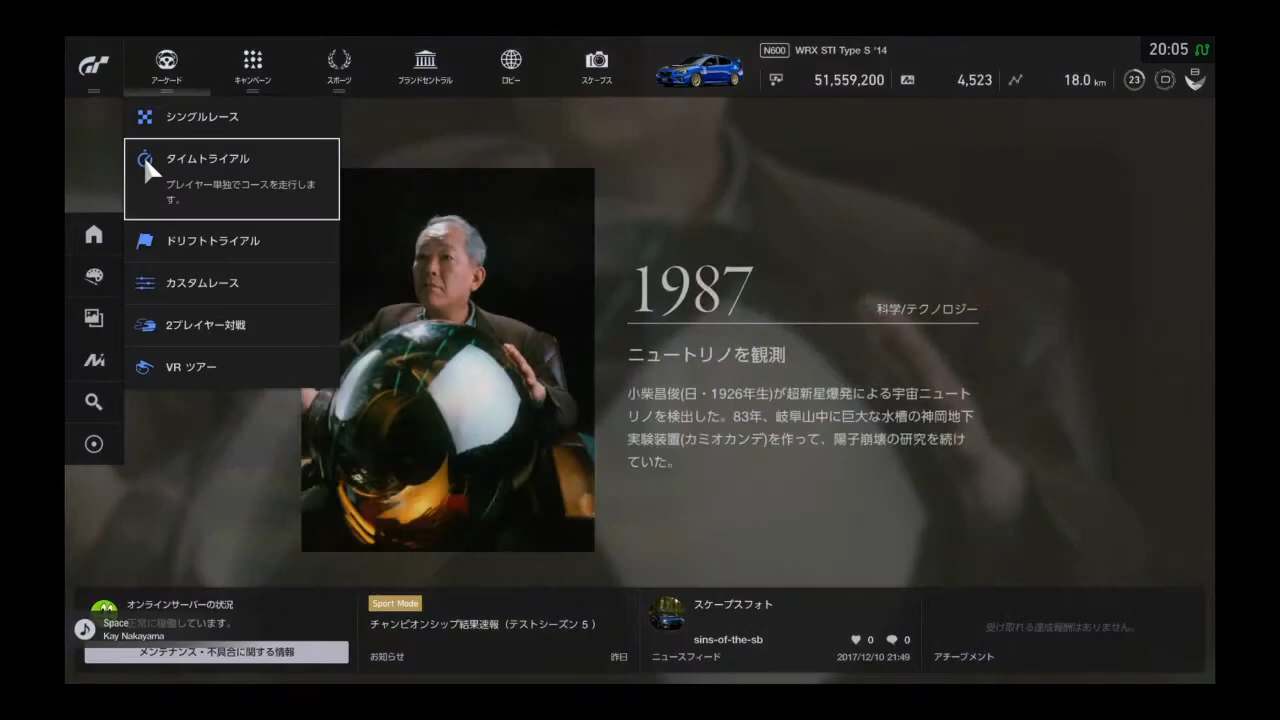 アーケード
キャンペーン
スポーツ
ブランドセントラル
ロビー
スケープス
N600 WRX STI Type S '14
51,559,200
4,523
18.0 km
23
20:05
シングルレース
タイムトライアル
プレイヤー単独でコースを走行しま
す。
ドリフトトライアル
カスタムレース
2プレイヤー対戦
VR ツアー
1987
科学/テクノロジー
ニュートリノを観測
小柴昌俊(日・1926年生)が超新星爆発による宇宙ニュート
リノを検出した。83年、岐阜山中に巨大な水槽の神岡地下
実験装置(カミオカンデ)を作って、陽子崩壊の研究を続け
ていた。
オンラインサーバーの状況
正常に稼働しています。
Space
Kay Nakayama
メンテナンス・不具合に関する情報
Sport Mode
チャンピオンシップ結果速報（テストシーズン 5 ）
お知らせ
昨日
スケープスフォト
sins-of-the-sb
0
0
ニュースフィード
2017/12/10 21:49
受け取れる達成報酬はありません。
アチーブメント